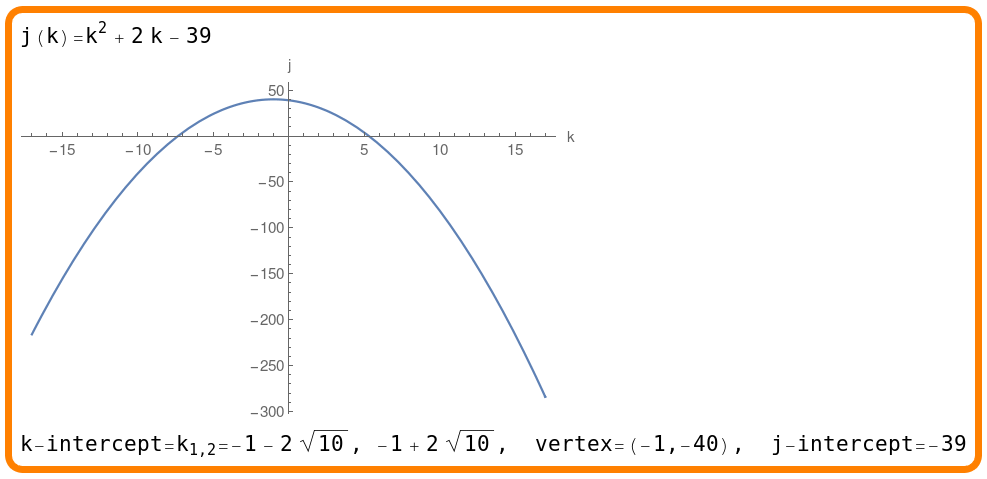 j(k)=k² + 2 k − 39
j
50
k
−15 −10 −5 5 10 15
−50
−100
−150
−200
−250
−300
k−intercept=k₁,₂=−1 − 2 √10, −1 + 2 √10, vertex=(−1,−40), j−intercept=−39